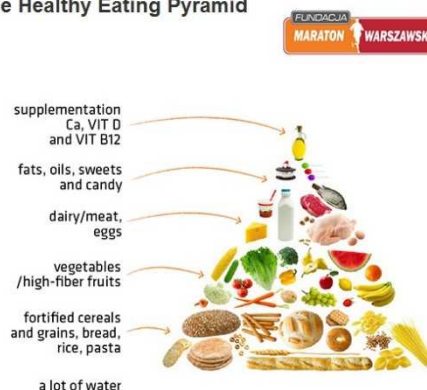 e Healthy Eating Pyramid
FUNDACJA
MARATON WARSZAWSK
supplementation
Ca, VIT D
and VIT B12
fats, oils, sweets
and candy
dairy/meat,
eggs
vegetables
/high-fiber fruits
fortified cereals
and grains, bread,
rice, pasta
a lot of water